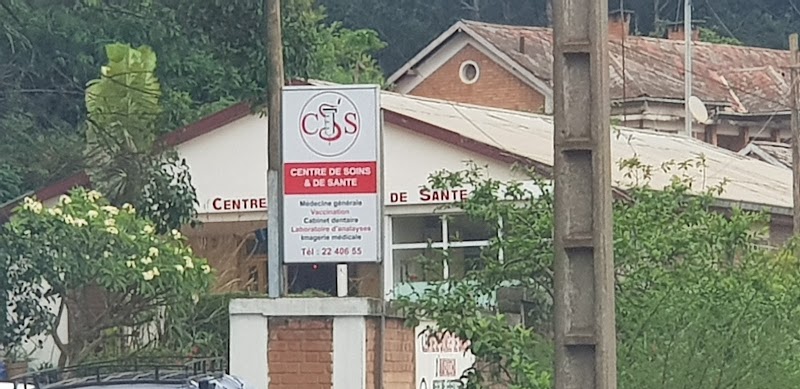 CSS
CENTRE DE SOINS
& DE SANTE
Médecine générale
Vaccination
Cabinet dentaire
Laboratoire d'analayses
Imagerie médicale
Tél : 22 406 55
CENTRE DE SANTE